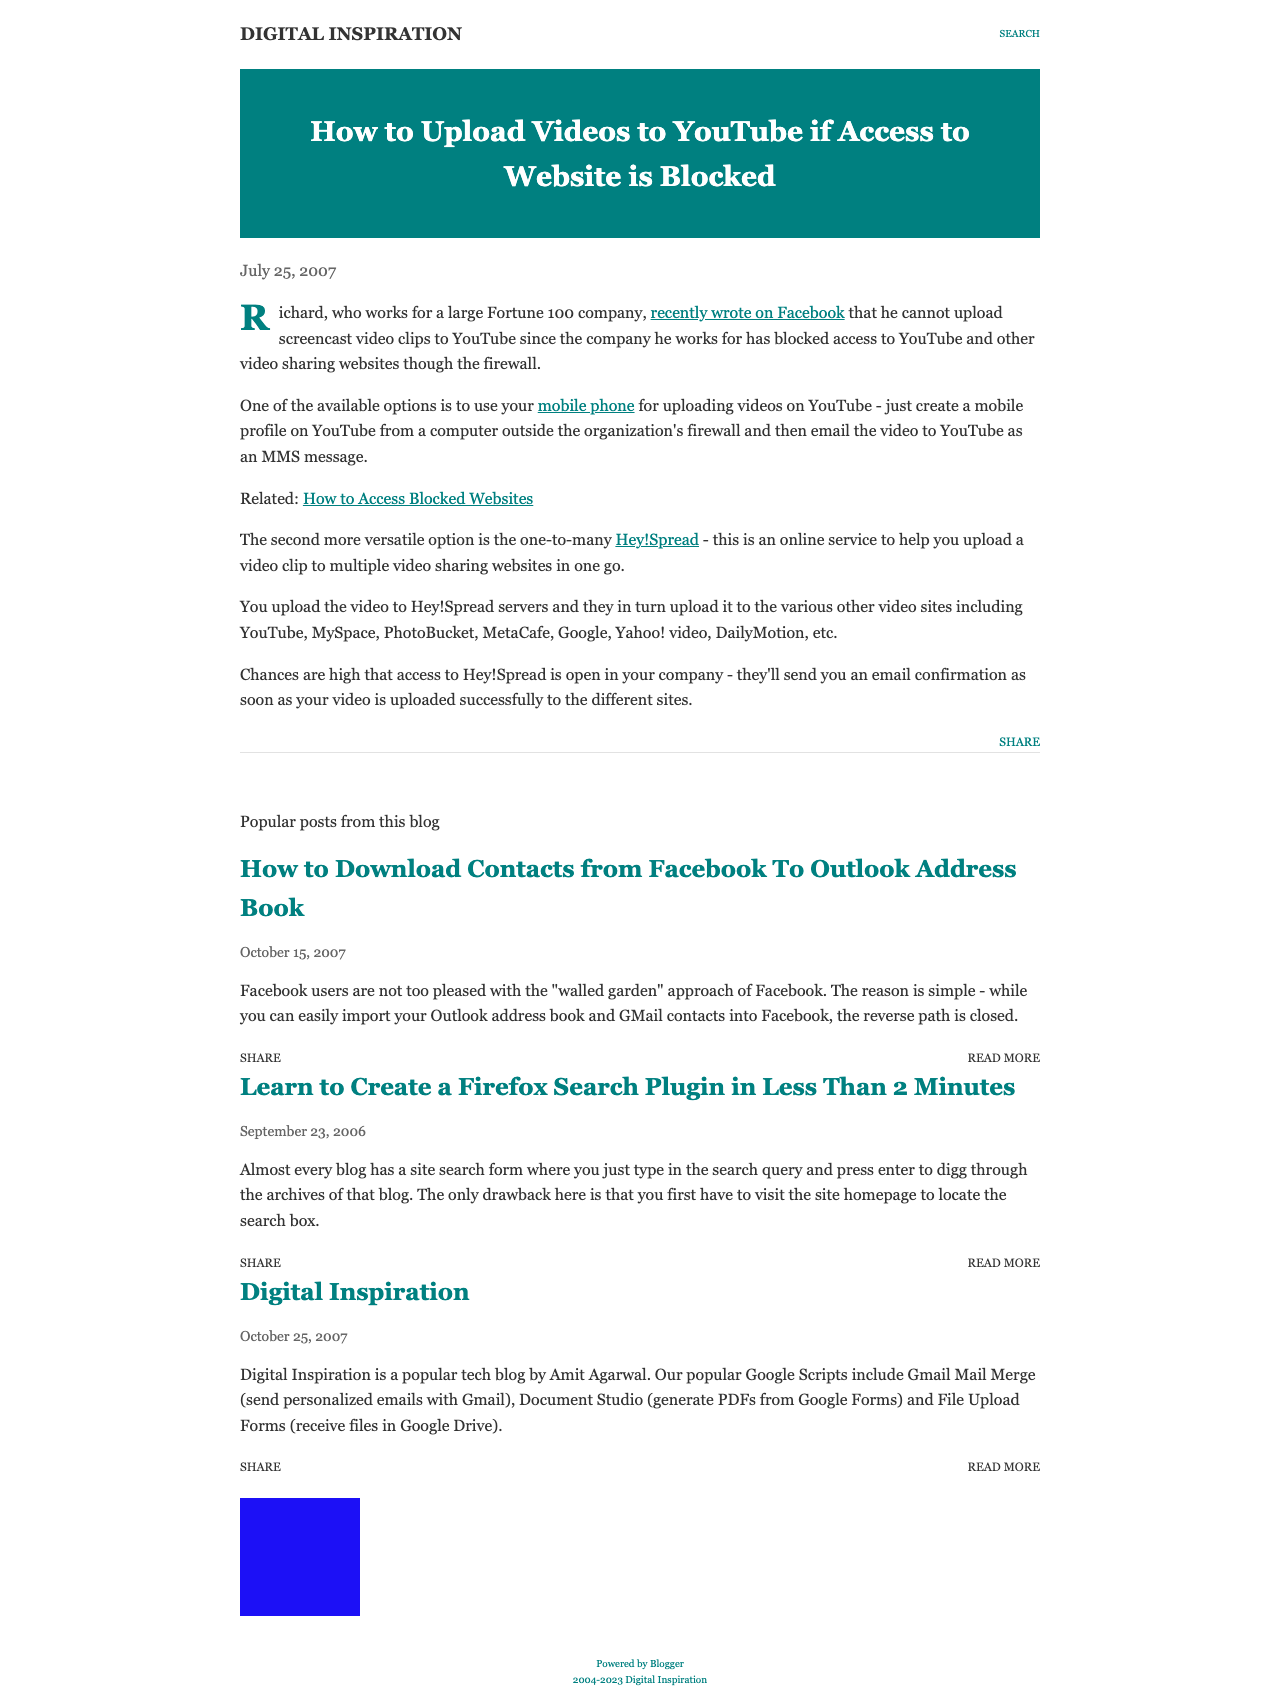 DIGITAL INSPIRATION
SEARCH
How to Upload Videos to YouTube if Access to
Website is Blocked
July 25, 2007
Richard, who works for a large Fortune 100 company, recently wrote on Facebook that he cannot upload
screencast video clips to YouTube since the company he works for has blocked access to YouTube and other
video sharing websites though the firewall.
One of the available options is to use your mobile phone for uploading videos on YouTube - just create a mobile
profile on YouTube from a computer outside the organization's firewall and then email the video to YouTube as
an MMS message.
Related: How to Access Blocked Websites
The second more versatile option is the one-to-many Hey!Spread - this is an online service to help you upload a
video clip to multiple video sharing websites in one go.
You upload the video to Hey!Spread servers and they in turn upload it to the various other video sites including
YouTube, MySpace, PhotoBucket, MetaCafe, Google, Yahoo! video, DailyMotion, etc.
Chances are high that access to Hey!Spread is open in your company - they'll send you an email confirmation as
soon as your video is uploaded successfully to the different sites.
SHARE
Popular posts from this blog
How to Download Contacts from Facebook To Outlook Address
Book
October 15, 2007
Facebook users are not too pleased with the "walled garden" approach of Facebook. The reason is simple - while
you can easily import your Outlook address book and GMail contacts into Facebook, the reverse path is closed.
SHARE READ MORE
Learn to Create a Firefox Search Plugin in Less Than 2 Minutes
September 23, 2006
Almost every blog has a site search form where you just type in the search query and press enter to digg through
the archives of that blog. The only drawback here is that you first have to visit the site homepage to locate the
search box.
SHARE READ MORE
Digital Inspiration
October 25, 2007
Digital Inspiration is a popular tech blog by Amit Agarwal. Our popular Google Scripts include Gmail Mail Merge
(send personalized emails with Gmail), Document Studio (generate PDFs from Google Forms) and File Upload
Forms (receive files in Google Drive).
SHARE READ MORE
Powered by Blogger
2004-2023 Digital Inspiration